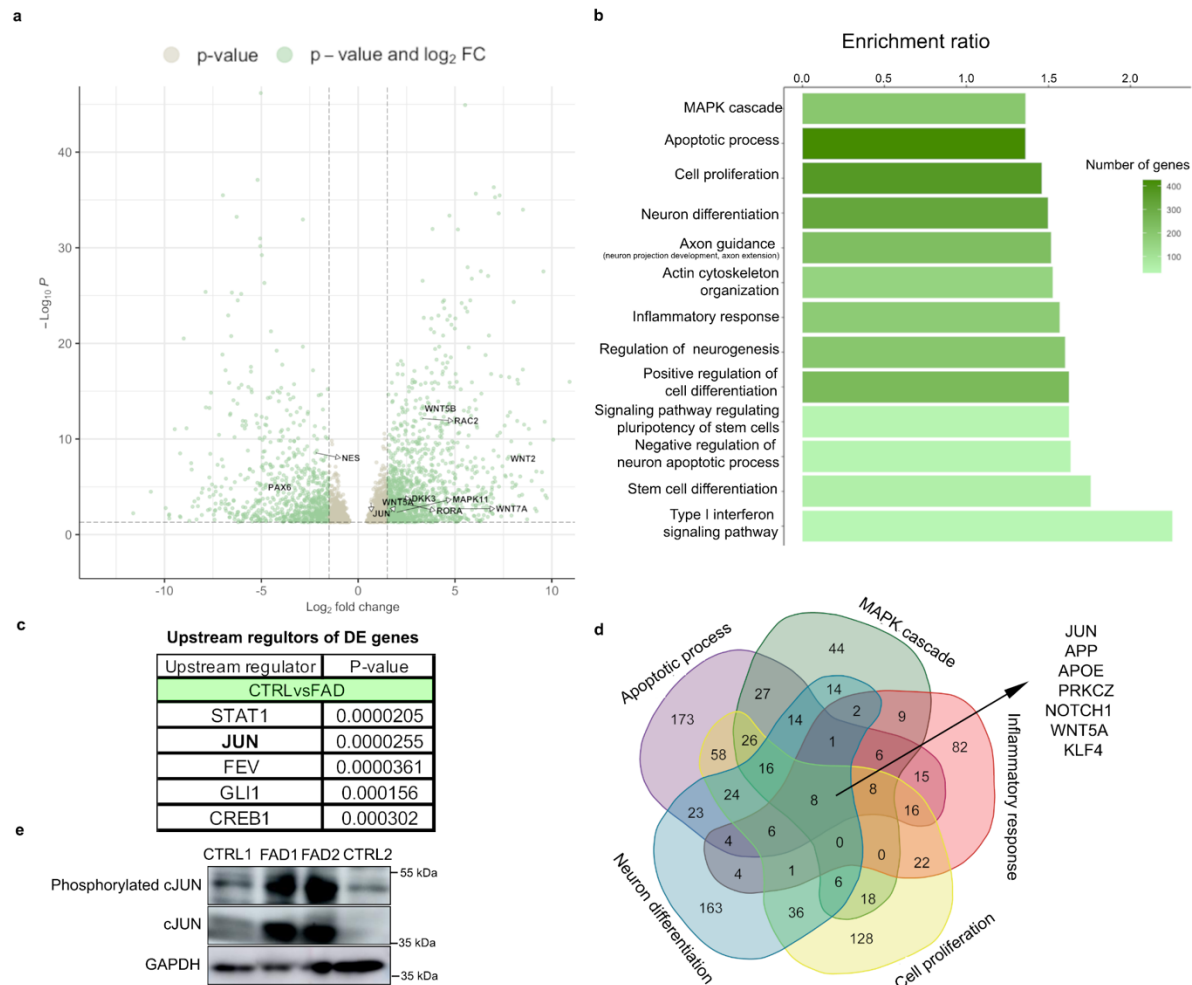 a
p-value
p – value and log2 FC
40
30
20
10
0
– Log10 P
-10
-5
0
5
10
Log2 fold change
WNT5B
RAC2
NES
WNT2
PAX6
WNT5A
DKK3
MAPK11
JUN
RORA
WNT7A
b
Enrichment ratio
0.0
0.5
1.0
1.5
2.0
MAPK cascade
Apoptotic process
Cell proliferation
Neuron differentiation
Axon guidance
(neuron projection development, axon extension)
Actin cytoskeleton
organization
Inflammatory response
Regulation of neurogenesis
Positive regulation of
cell differentiation
Signaling pathway regulating
pluripotency of stem cells
Negative regulation of
neuron apoptotic process
Stem cell differentiation
Type I interferon
signaling pathway
Number of genes
400
300
200
100
c
Upstream regultors of DE genes
Upstream regulator P-value
CTRLvsFAD
STAT1 0.0000205
JUN 0.0000255
FEV 0.0000361
GLI1 0.000156
CREB1 0.000302
d
Apoptotic process
MAPK cascade
Inflammatory response
Cell proliferation
Neuron differentiation
44
27
14
2
9
173
14
1
6
82
58
26
15
16
8
8
16
24
23
6
0
4
0
22
4
1
6
18
163
36
128
JUN
APP
APOE
PRKCZ
NOTCH1
WNT5A
KLF4
e
CTRL1 FAD1 FAD2 CTRL2
Phosphorylated cJUN
55 kDa
cJUN
35 kDa
GAPDH
35 kDa